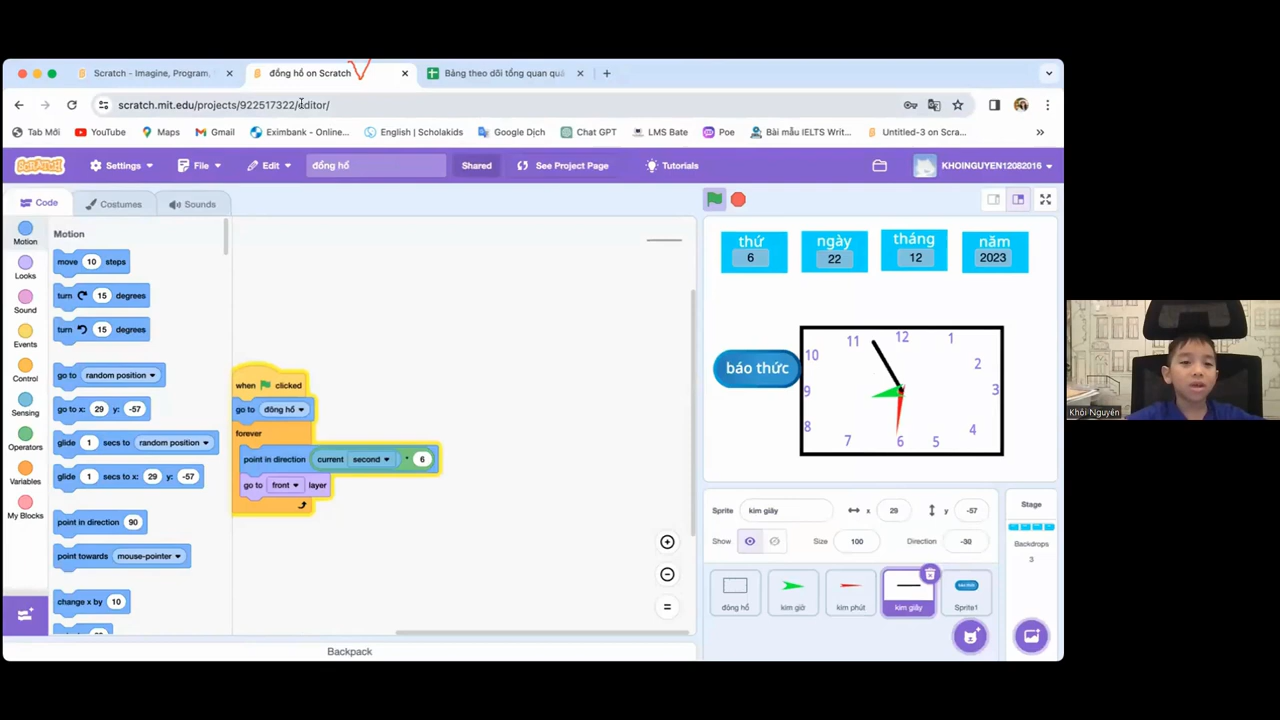 Scratch - Imagine, Program,
đồng hồ on Scratch
Bảng theo dõi tổng quan quá
scratch.mit.edu/projects/922517322/editor/
Tab Mới
YouTube
Maps
Gmail
Eximbank - Online...
English | Scholakids
Google Dịch
Chat GPT
LMS Bate
Poe
Bài mẫu IELTS Writ...
Untitled-3 on Scra...
SCRATCH
Settings
File
Edit
đồng hồ
Shared
See Project Page
Tutorials
KHOINGUYEN12082016
Code
Costumes
Sounds
Motion
Looks
Sound
Events
Control
Sensing
Operators
Variables
My Blocks
Motion
move 10 steps
turn 15 degrees
turn 15 degrees
go to random position
go to x: 29 y: -57
glide 1 secs to random position
glide 1 secs to x: 29 y: -57
point in direction 90
point towards mouse-pointer
change x by 10
when clicked
go to đồng hồ
forever
point in direction current second * 6
go to front layer
Backpack
thứ
6
ngày
22
tháng
12
năm
2023
báo thức
12
1
2
3
4
5
6
7
8
9
10
11
Sprite kim giây x 29 y -57
Show Size 100 Direction -30
đồng hồ
kim giờ
kim phút
kim giây
báo thức
Sprite1
Stage
Backdrops
3
Khôi Nguyên